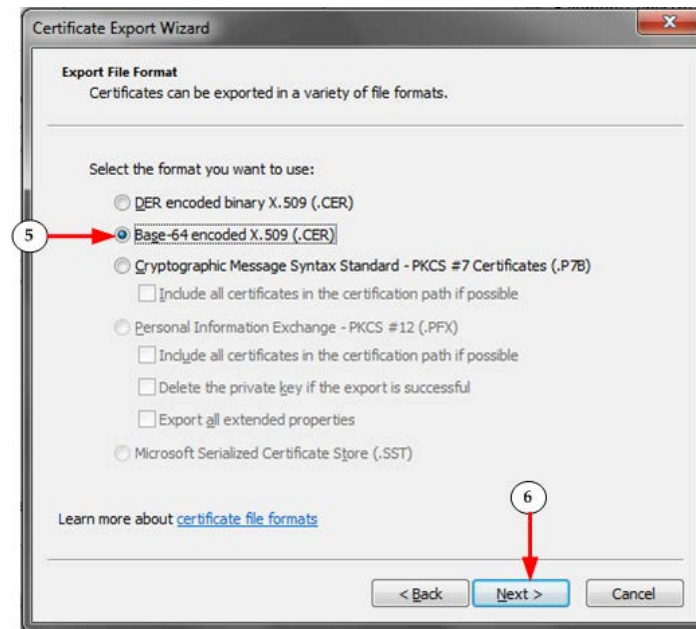 Certificate Export Wizard
Export File Format
Certificates can be exported in a variety of file formats.
Select the format you want to use:
DER encoded binary X.509 (.CER)
5
Base-64 encoded X.509 (.CER)
Cryptographic Message Syntax Standard - PKCS #7 Certificates (.P7B)
Include all certificates in the certification path if possible
Personal Information Exchange - PKCS #12 (.PFX)
Include all certificates in the certification path if possible
Delete the private key if the export is successful
Export all extended properties
Microsoft Serialized Certificate Store (.SST)
6
Learn more about certificate file formats
< Back Next > Cancel